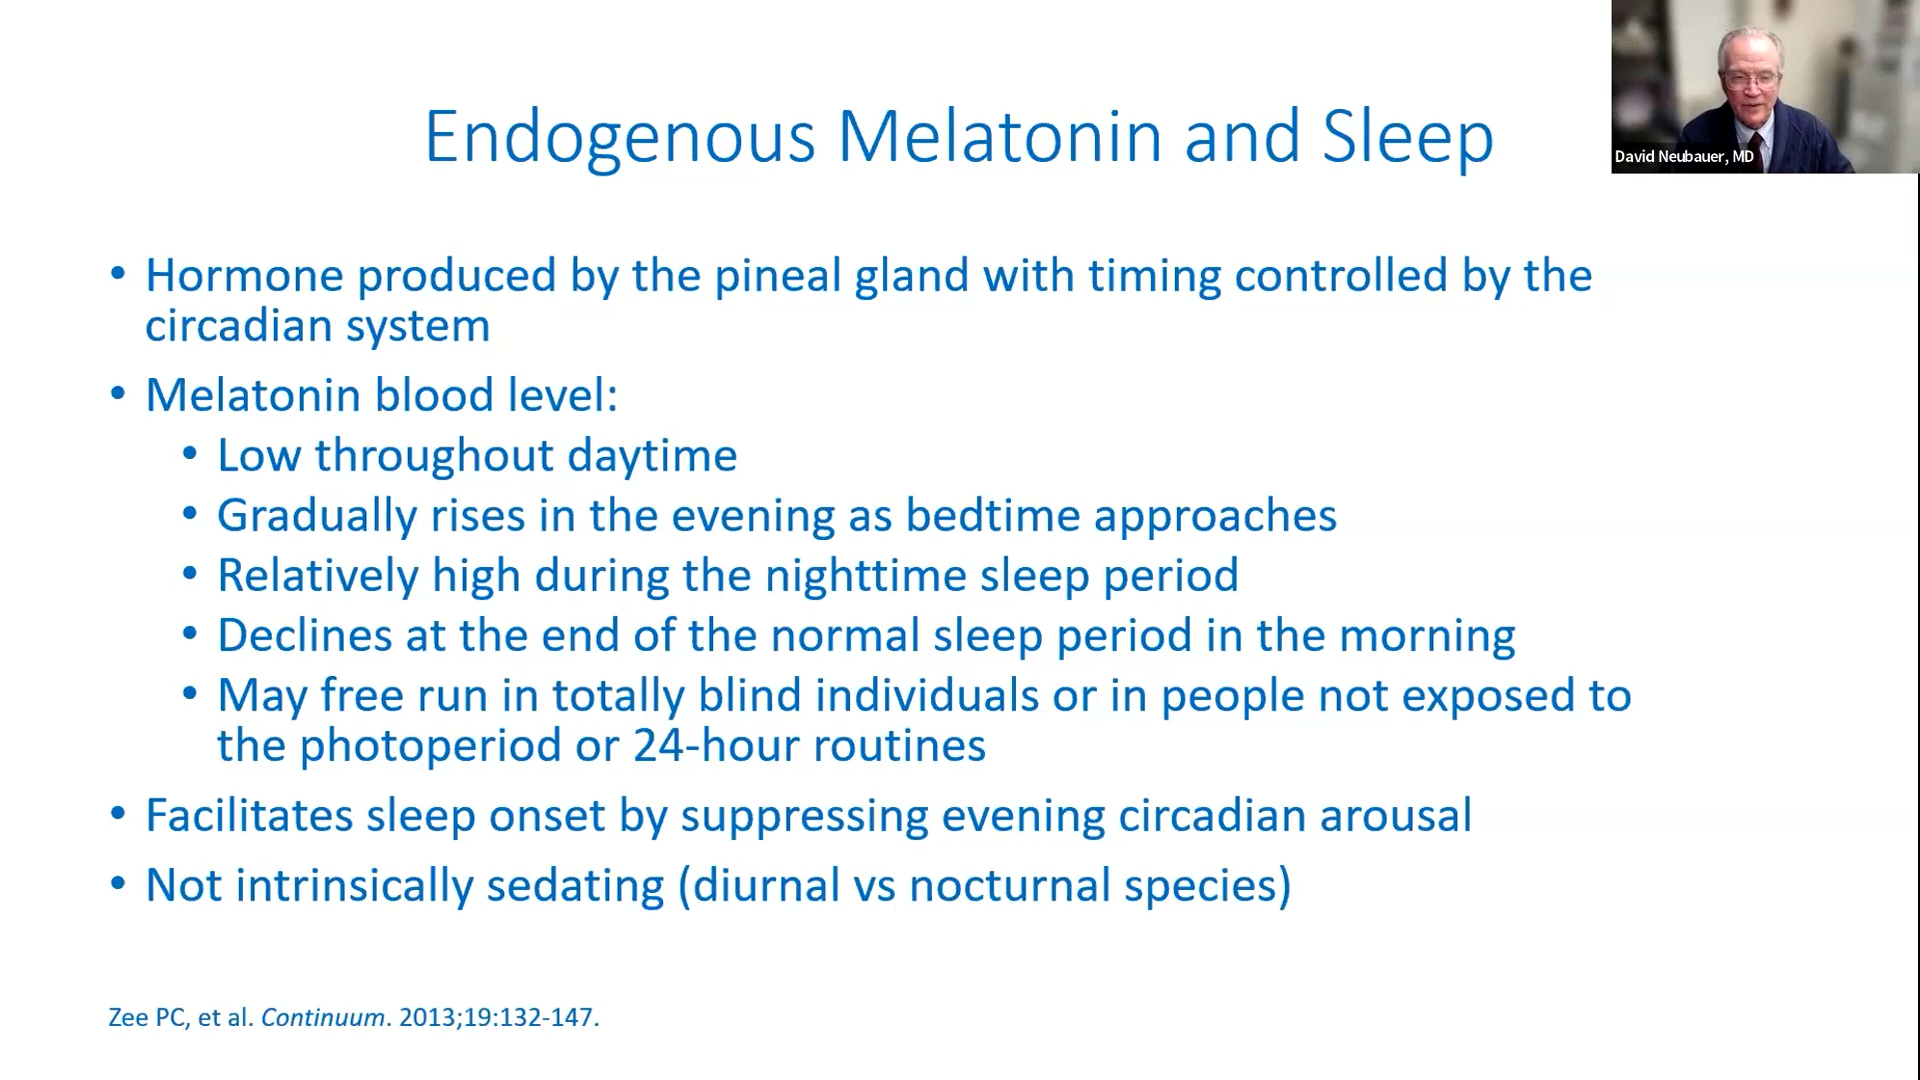 Endogenous Melatonin and Sleep
David Neubauer, MD
• Hormone produced by the pineal gland with timing controlled by the
circadian system
• Melatonin blood level:
• Low throughout daytime
• Gradually rises in the evening as bedtime approaches
• Relatively high during the nighttime sleep period
• Declines at the end of the normal sleep period in the morning
• May free run in totally blind individuals or in people not exposed to
the photoperiod or 24-hour routines
• Facilitates sleep onset by suppressing evening circadian arousal
• Not intrinsically sedating (diurnal vs nocturnal species)
Zee PC, et al. Continuum. 2013;19:132-147.